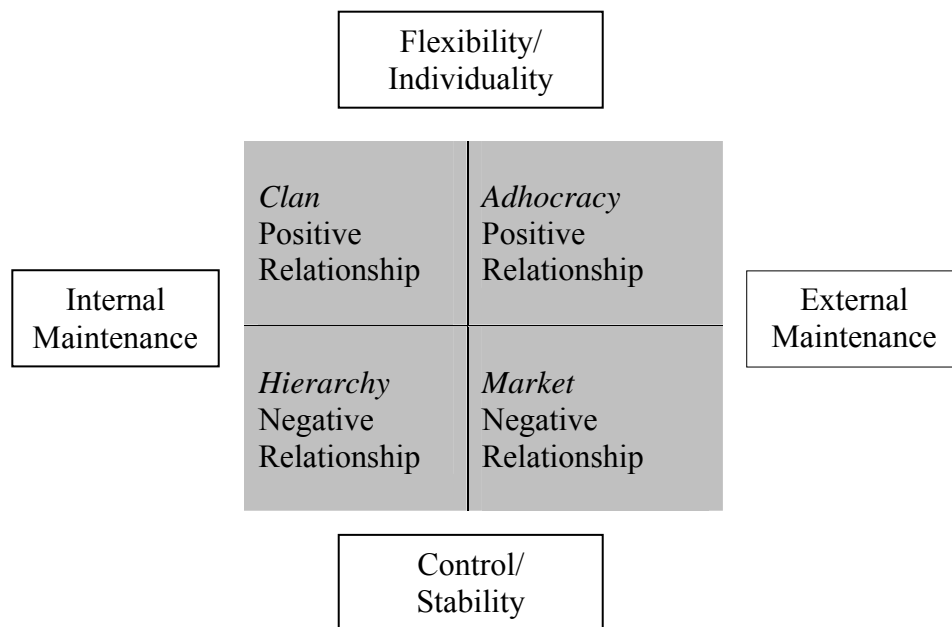 Flexibility/
Individuality
Clan
Positive
Relationship
Adhocracy
Positive
Relationship
Internal
Maintenance
External
Maintenance
Hierarchy
Negative
Relationship
Market
Negative
Relationship
Control/
Stability